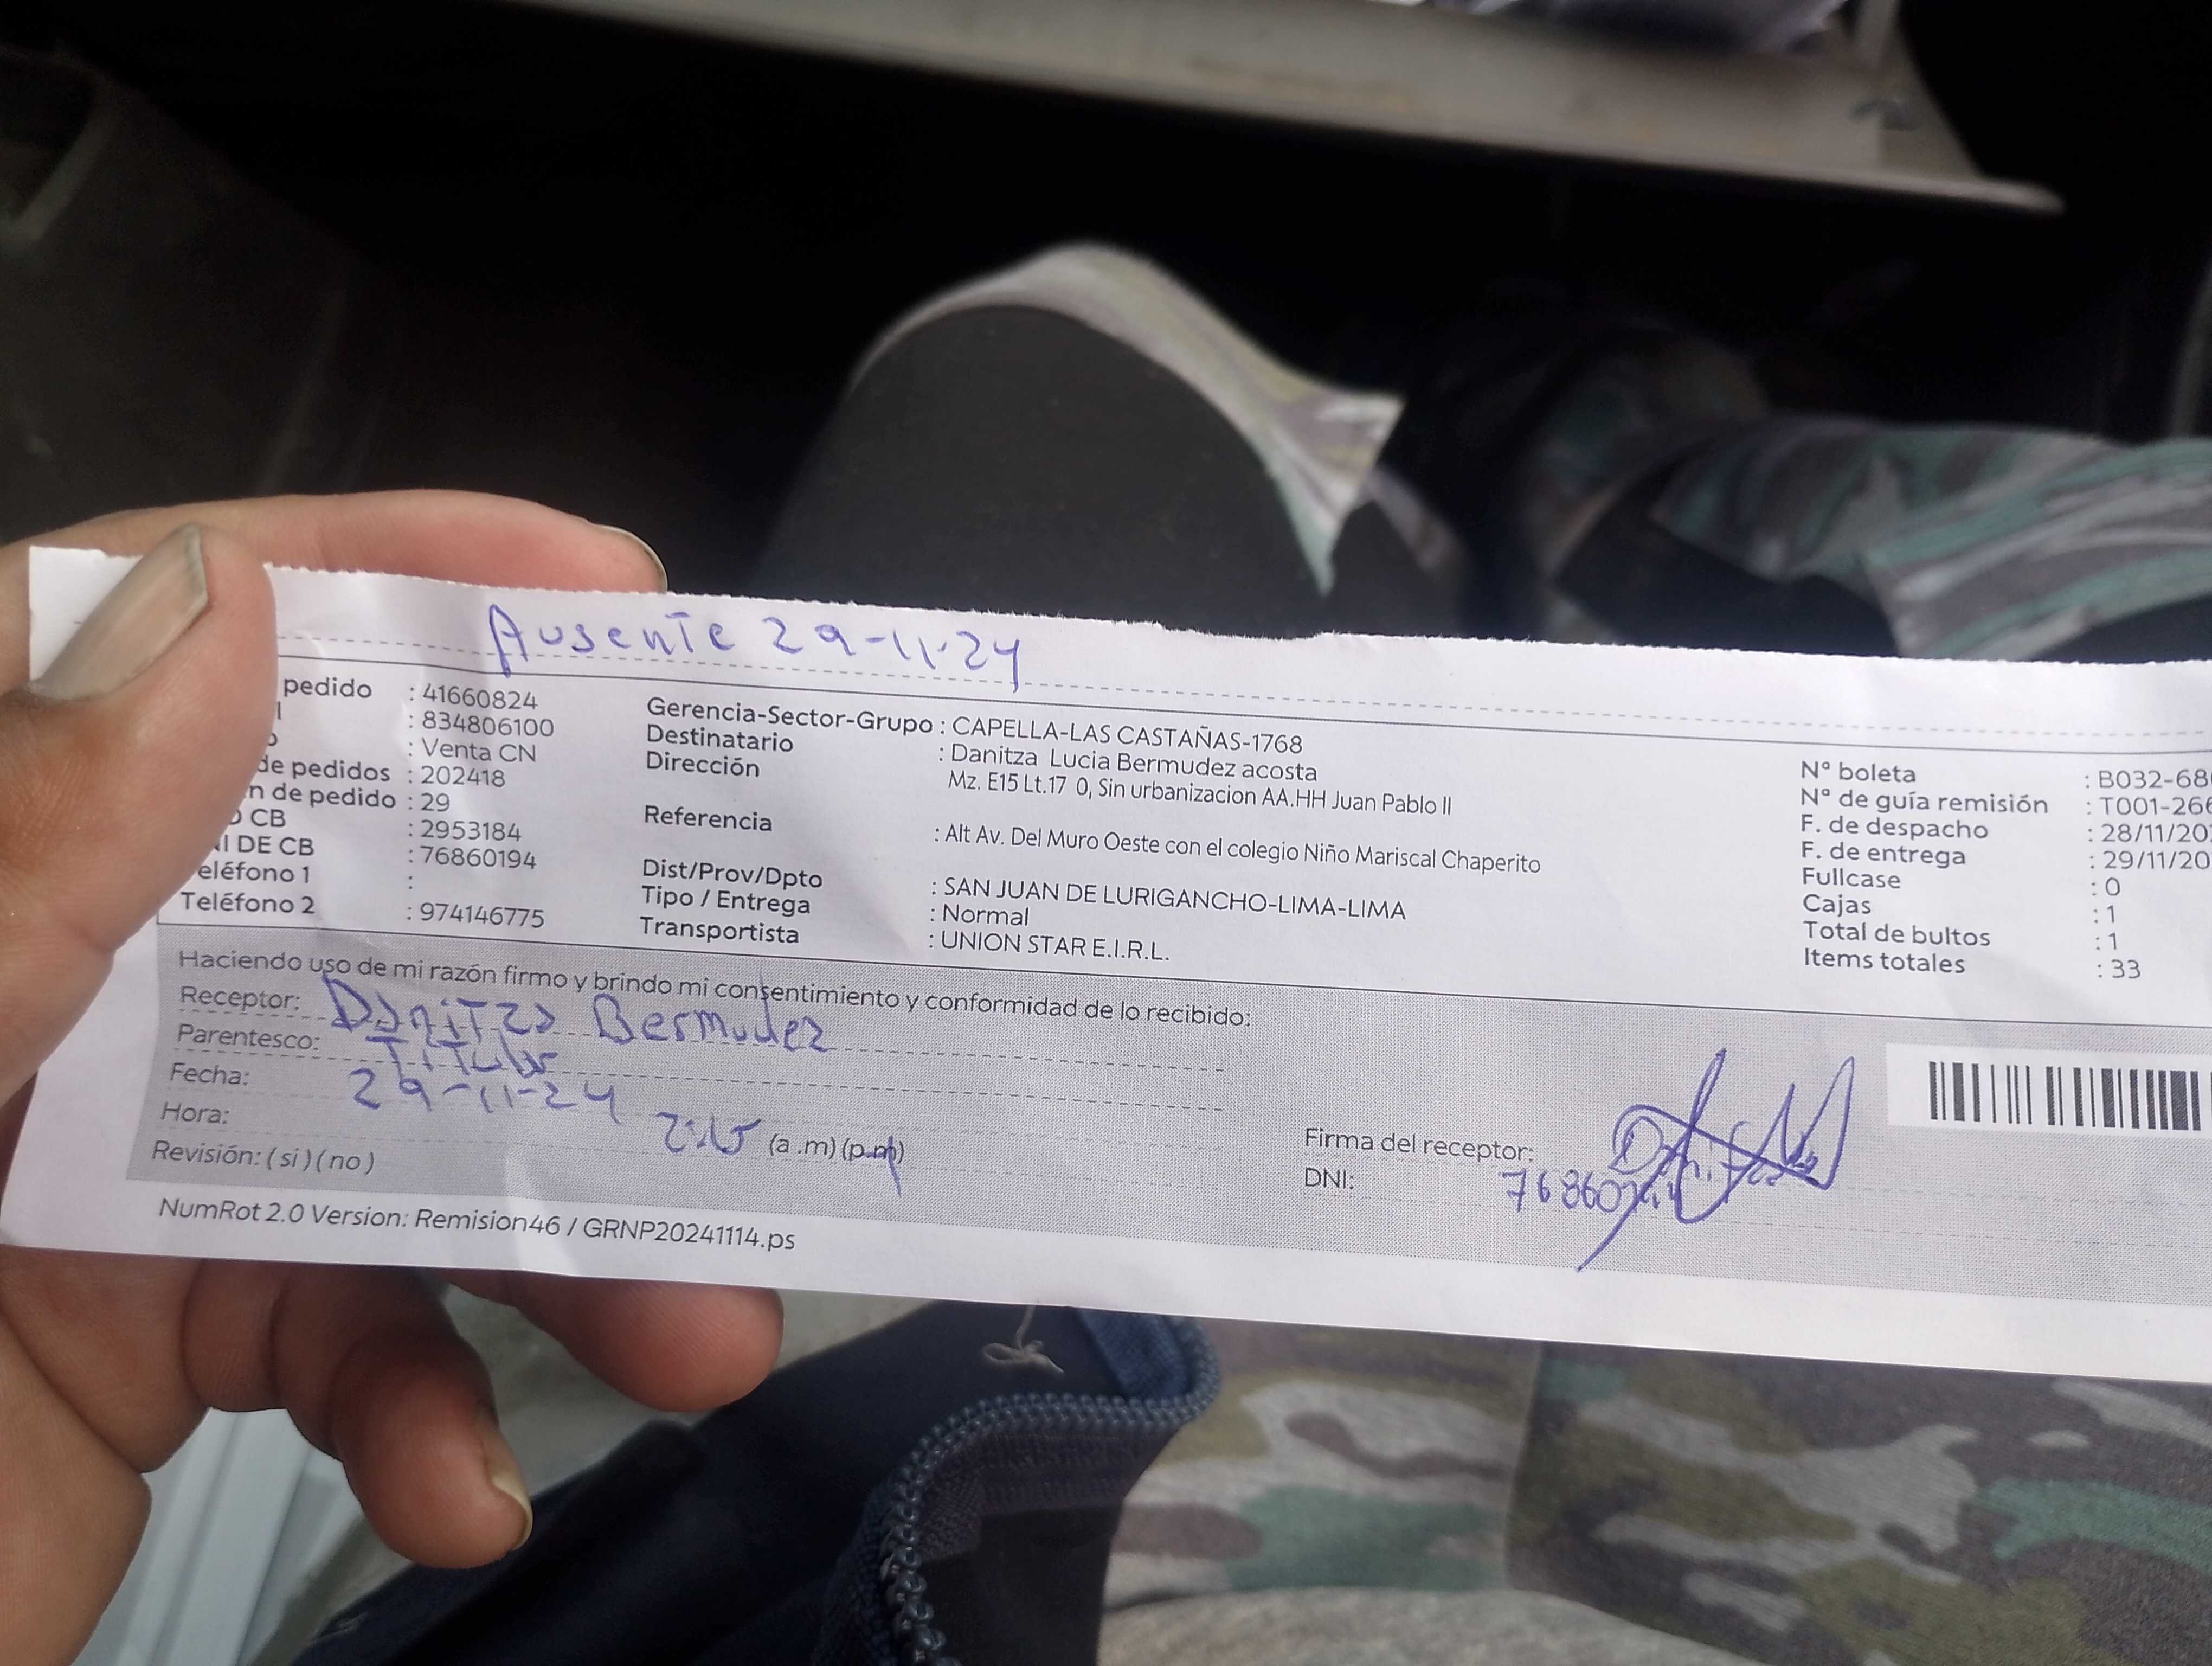 Ausente 29-11-24
pedido : 41660824
: 834806100
: Venta CN
de pedidos : 202418
n de pedido : 29
CB : 2953184
I DE CB : 76860194
eléfono 1 :
Teléfono 2 : 974146775
Gerencia-Sector-Grupo : CAPELLA-LAS CASTAÑAS-1768
Destinatario : Danitza Lucia Bermudez acosta
Dirección Mz. E15 Lt.17 0, Sin urbanizacion AA.HH Juan Pablo II
Referencia : Alt Av. Del Muro Oeste con el colegio Niño Mariscal Chaperito
Dist/Prov/Dpto : SAN JUAN DE LURIGANCHO-LIMA-LIMA
Tipo / Entrega : Normal
Transportista : UNION STAR E.I.R.L.
Nº boleta : B032-68
Nº de guía remisión : T001-266
F. de despacho : 28/11/20
F. de entrega : 29/11/20
Fullcase : 0
Cajas : 1
Total de bultos : 1
Items totales : 33
Haciendo uso de mi razón firmo y brindo mi consentimiento y conformidad de lo recibido:
Receptor: Danitza Bermudez
Parentesco: Titular
Fecha: 29-11-24
Hora: 2:15 (a.m) (p.m)
Revisión: (si) (no)
Firma del receptor:
DNI:
NumRot 2.0 Version: Remision46 / GRNP20241114.ps